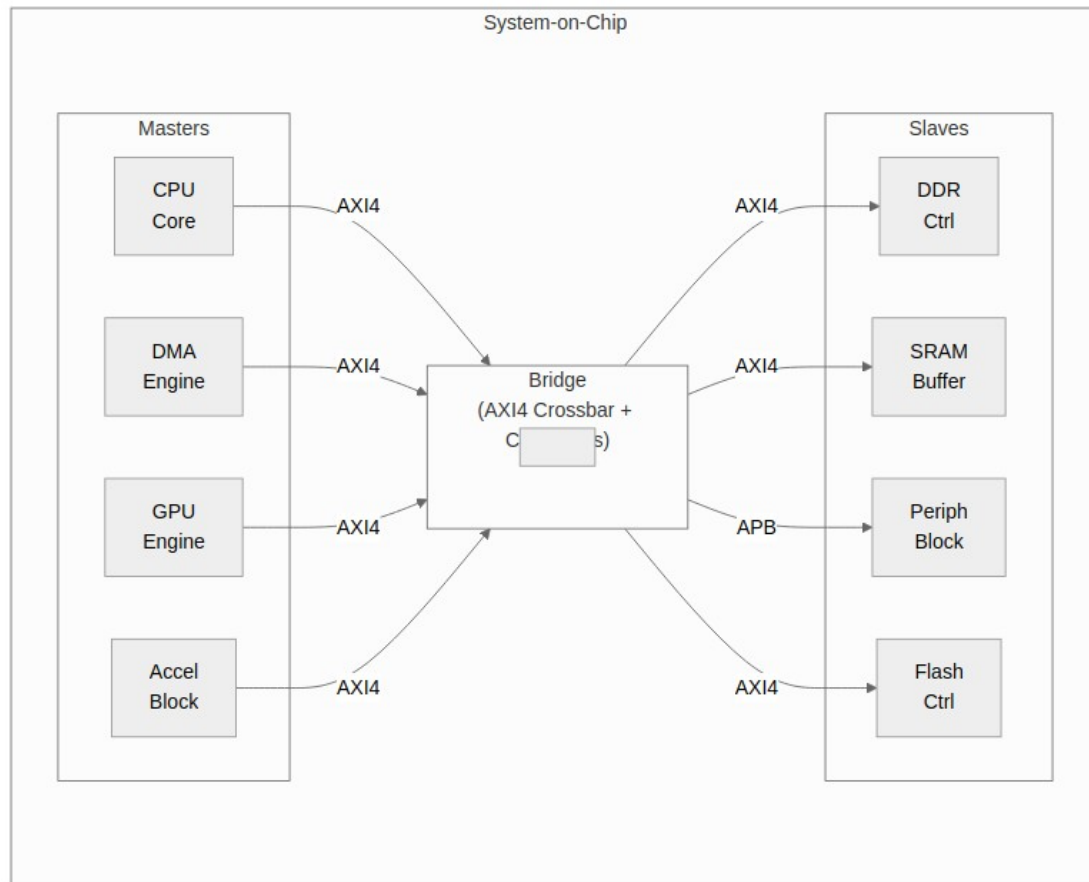 System-on-Chip
Masters
Slaves
CPU
Core
AXI4
AXI4
DDR
Ctrl
DMA
Engine
AXI4
Bridge
(AXI4 Crossbar +
s)
AXI4
SRAM
Buffer
GPU
Engine
AXI4
APB
Periph
Block
Accel
Block
AXI4
AXI4
Flash
Ctrl